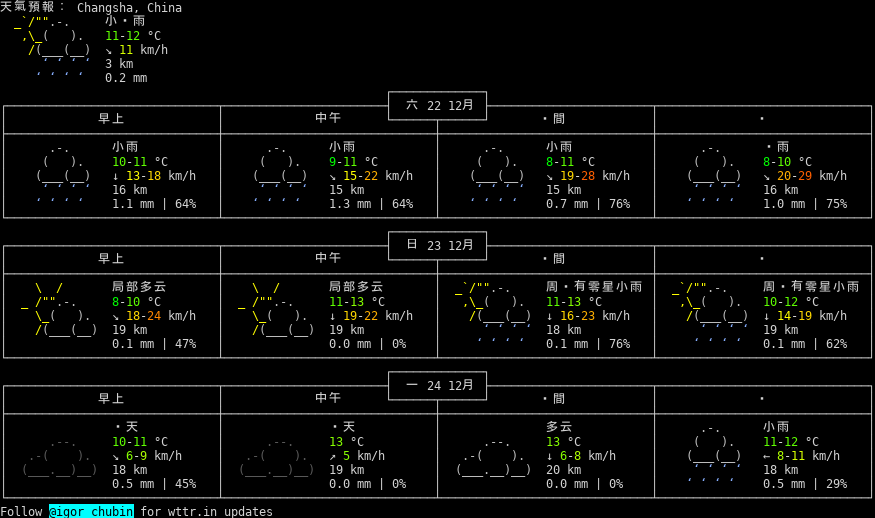 天氣預報： Changsha, China
小・雨
11-12 °C
↘ 11 km/h
3 km
0.2 mm
六 22 12月
早上 中午 ・間 ・
小雨 小雨 小雨 ・雨
10-11 °C 9-11 °C 8-11 °C 8-10 °C
↓ 13-18 km/h ↘ 15-22 km/h ↘ 19-28 km/h ↘ 20-29 km/h
16 km 15 km 15 km 16 km
1.1 mm | 64% 1.3 mm | 64% 0.7 mm | 76% 1.0 mm | 75%
日 23 12月
早上 中午 ・間 ・
局部多云 局部多云 周・有零星小雨 周・有零星小雨
8-10 °C 11-13 °C 11-13 °C 10-12 °C
↘ 18-24 km/h ↓ 19-22 km/h ↓ 16-23 km/h ↓ 14-19 km/h
19 km 19 km 18 km 19 km
0.1 mm | 47% 0.0 mm | 0% 0.1 mm | 76% 0.1 mm | 62%
一 24 12月
早上 中午 ・間 ・
・天 ・天 多云 小雨
10-11 °C 13 °C 13 °C 11-12 °C
↘ 6-9 km/h ↗ 5 km/h ↓ 6-8 km/h ← 8-11 km/h
18 km 19 km 20 km 18 km
0.5 mm | 45% 0.0 mm | 0% 0.0 mm | 0% 0.5 mm | 29%
Follow @igor_chubin for wttr.in updates